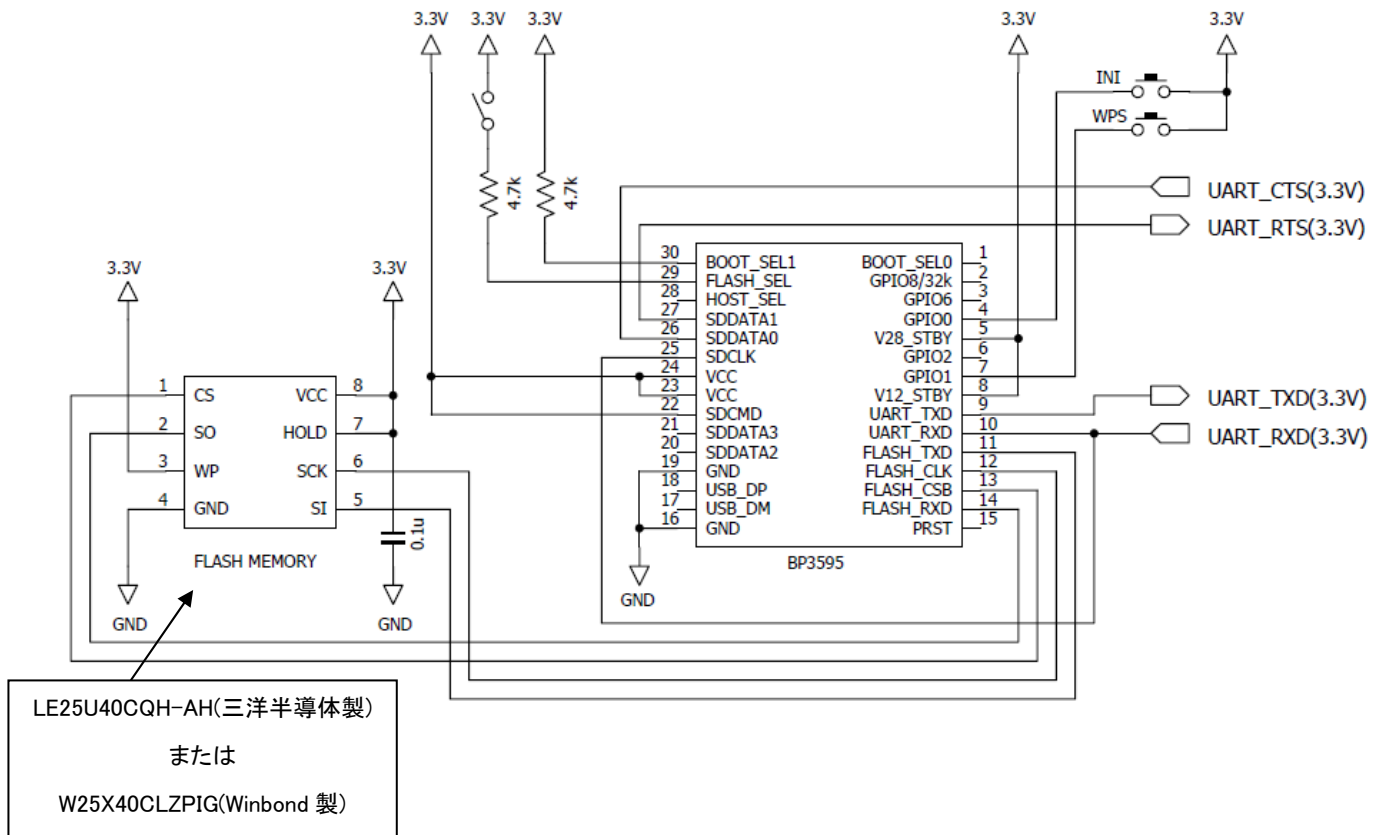 3.3V 3.3V 3.3V 3.3V 3.3V
INI
WPS
4.7k 4.7k
UART_CTS(3.3V)
UART_RTS(3.3V)
3.3V 3.3V
30 BOOT_SEL1 BOOT_SEL0 1
29 FLASH_SEL GPIO8/32k 2
28 HOST_SEL GPIO6 3
27 SDDATA1 GPIO0 4
26 SDDATA0 V28_STBY 5
25 SDCLK GPIO2 6
24 VCC GPIO1 7
23 VCC V12_STBY 8
22 SDCMD UART_TXD 9
21 SDDATA3 UART_RXD 10
20 SDDATA2 FLASH_TXD 11
19 GND FLASH_CLK 12
18 USB_DP FLASH_CSB 13
17 USB_DM FLASH_RXD 14
16 GND PRST 15
BP3595
GND
UART_TXD(3.3V)
UART_RXD(3.3V)
1 CS VCC 8
2 SO HOLD 7
3 WP SCK 6
4 GND SI 5
0.1u
FLASH MEMORY
GND GND
LE25U40CQH-AH(三洋半導体製)
または
W25X40CLZPIG(Winbond 製)